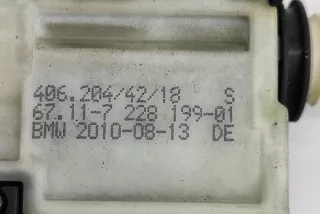 406.204/42/18 S
67.11-7 228 199-01
BMW 2010-08-13 DE